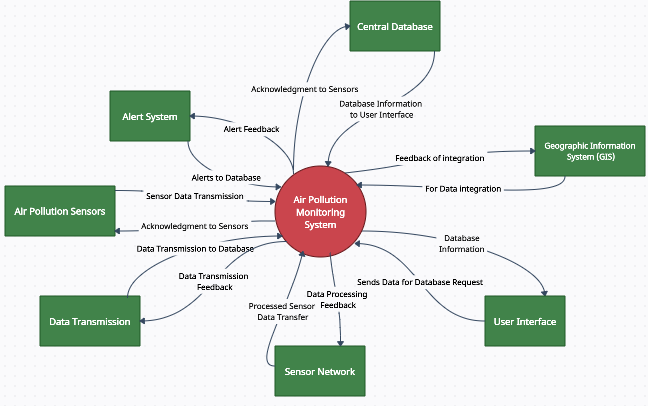 Central Database
Acknowledgment to Sensors
Database Information
to User Interface
Alert System
Alert Feedback
Geographic Information
System (GIS)
Feedback of integration
Alerts to Database
For Data integration
Sensor Data Transmission
Air Pollution
Monitoring
System
Air Pollution Sensors
Acknowledgment to Sensors
Data Transmission to Database
Database
Information
Data Transmission
Feedback
Sends Data for Database Request
Processed Sensor
Data Transfer
Data Processing
Feedback
Data Transmission
User Interface
Sensor Network